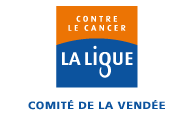 CONTRE
LE CANCER
LA LIGUE
COMITÉ DE LA VENDÉE